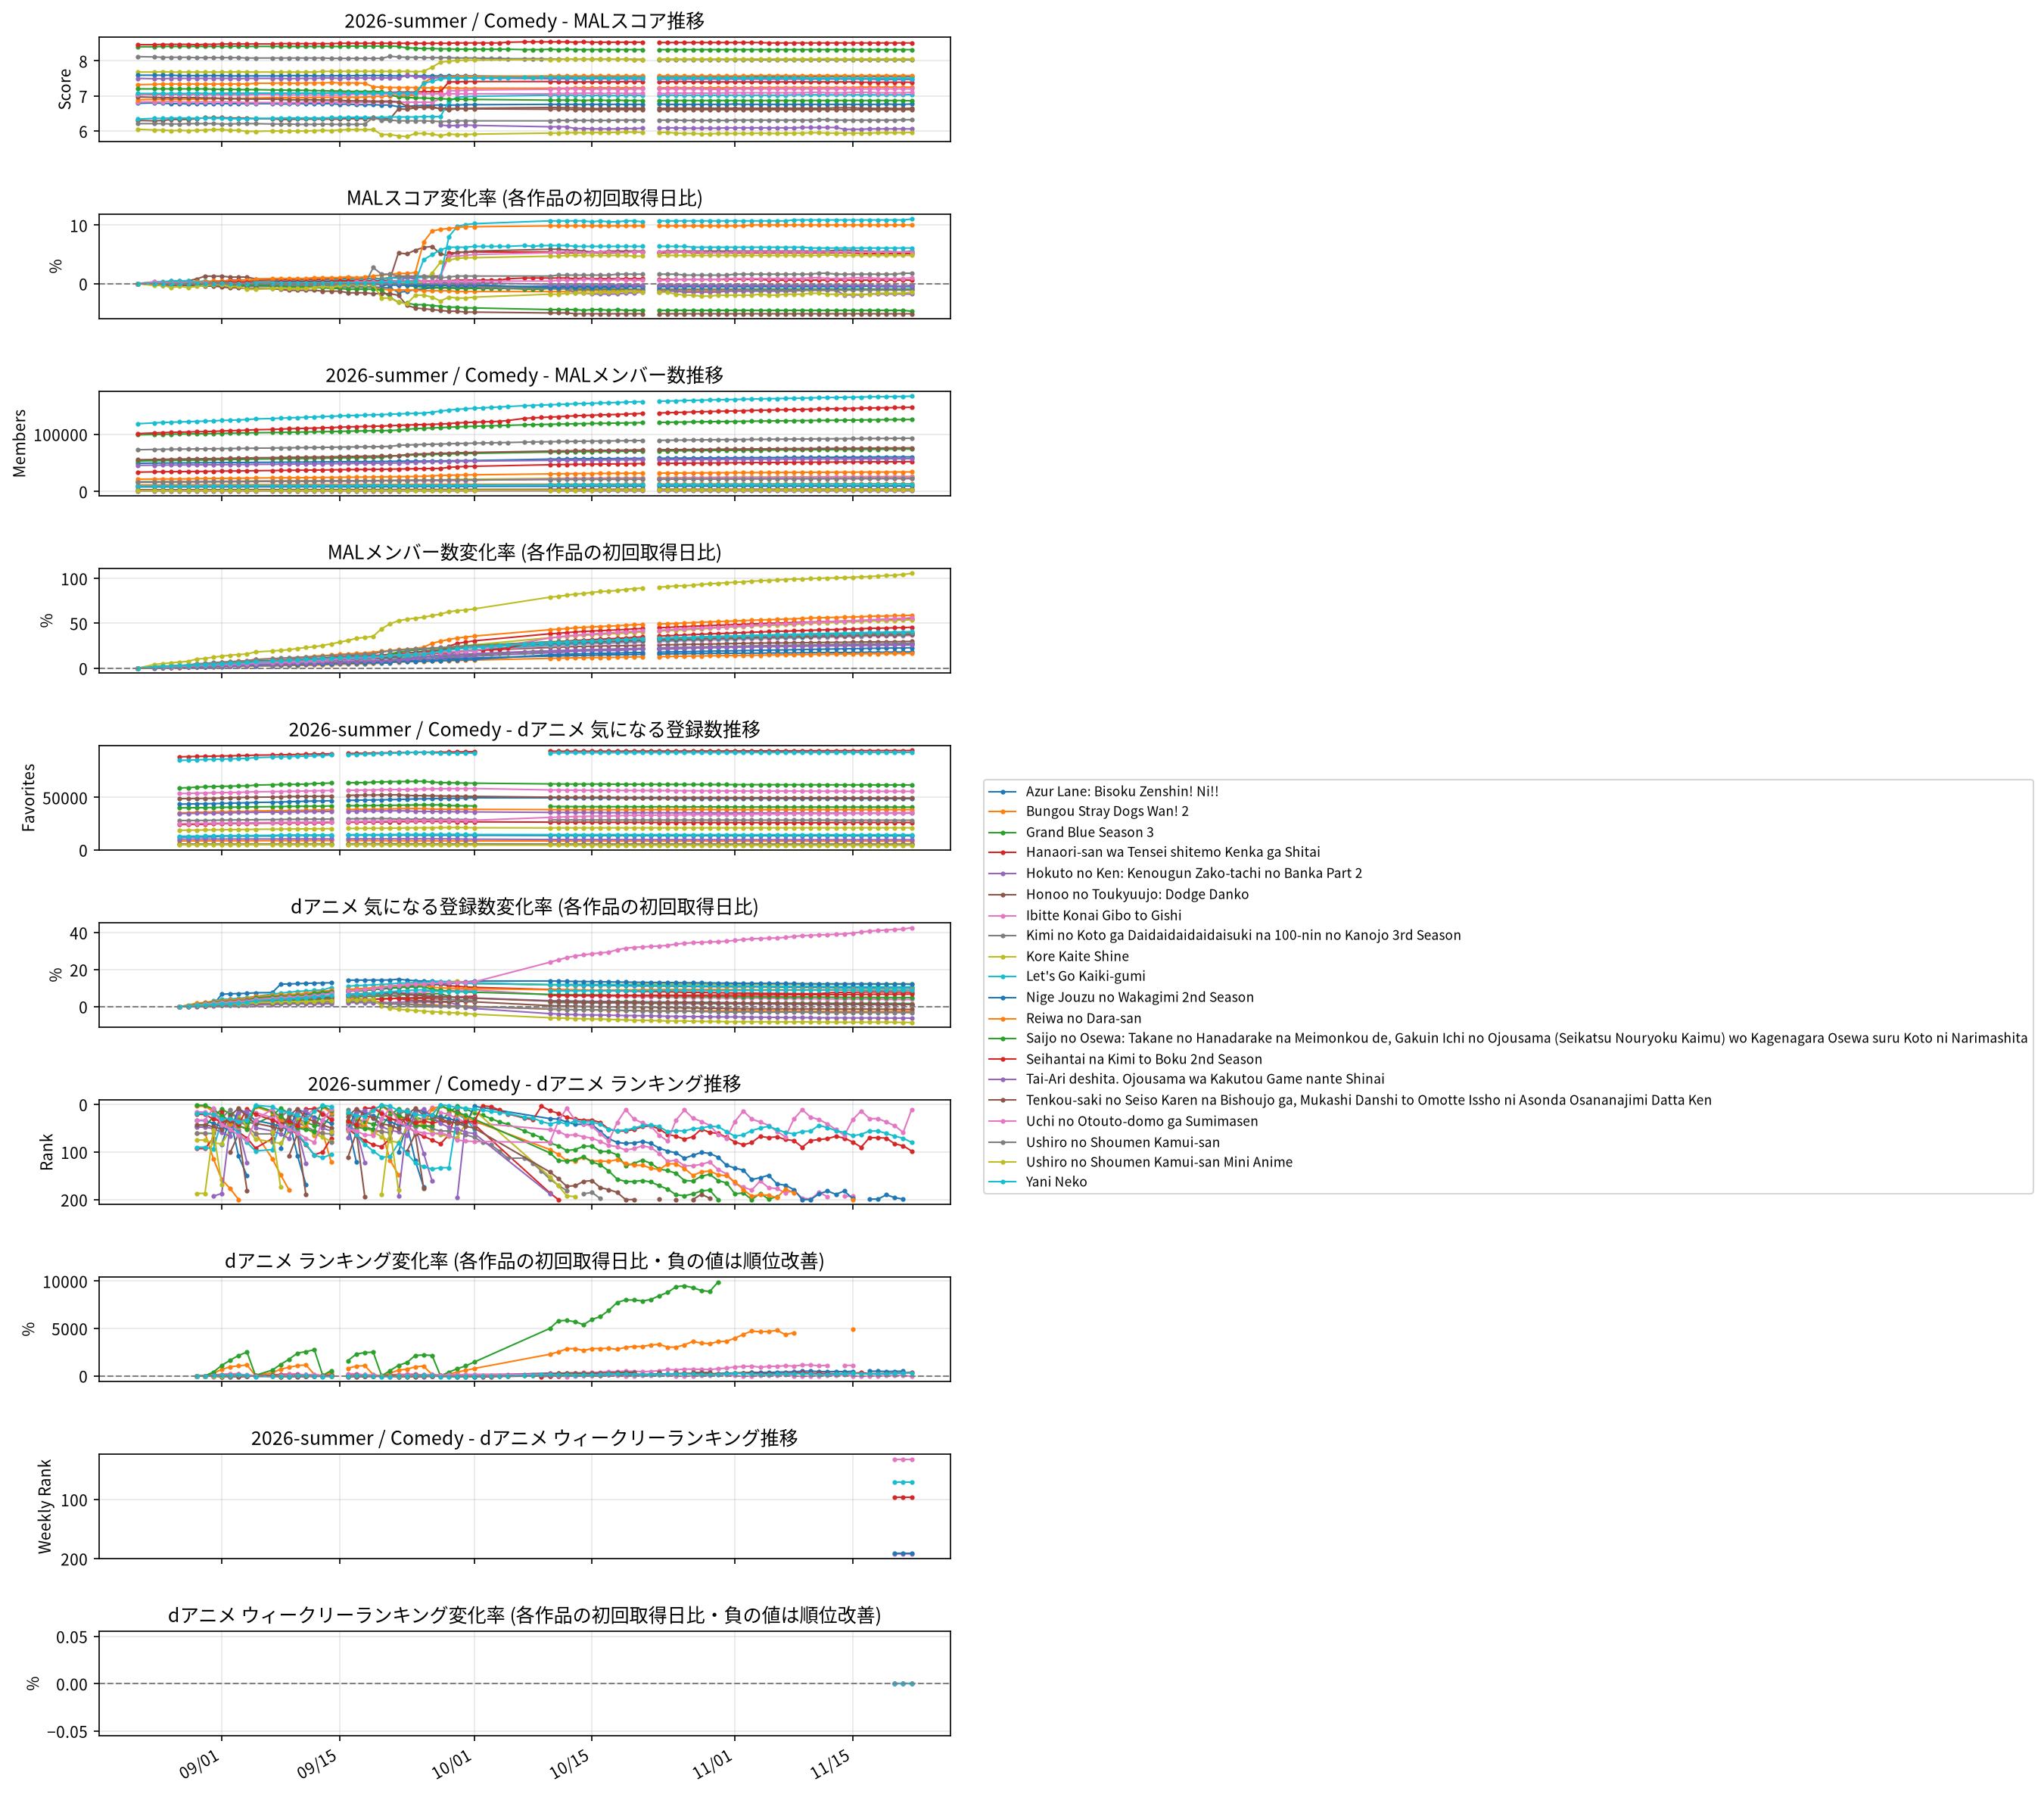 2026-summer / Comedy - MALスコア推移
Score
8
7
6
MALスコア変化率 (各作品の初回取得日比)
%
10
0
2026-summer / Comedy - MALメンバー数推移
Members
100000
0
MALメンバー数変化率 (各作品の初回取得日比)
%
100
50
0
2026-summer / Comedy - dアニメ 気になる登録数推移
Favorites
50000
0
dアニメ 気になる登録数変化率 (各作品の初回取得日比)
%
40
20
0
2026-summer / Comedy - dアニメ ランキング推移
Rank
0
100
200
dアニメ ランキング変化率 (各作品の初回取得日比・負の値は順位改善)
%
10000
5000
0
2026-summer / Comedy - dアニメ ウィークリーランキング推移
Weekly Rank
100
200
dアニメ ウィークリーランキング変化率 (各作品の初回取得日比・負の値は順位改善)
%
0.05
0.00
−0.05
09/01
09/15
10/01
10/15
11/01
11/15
Azur Lane: Bisoku Zenshin! Ni!!
Bungou Stray Dogs Wan! 2
Grand Blue Season 3
Hanaori-san wa Tensei shitemo Kenka ga Shitai
Hokuto no Ken: Kenougun Zako-tachi no Banka Part 2
Honoo no Toukyuujo: Dodge Danko
Ibitte Konai Gibo to Gishi
Kimi no Koto ga Daidaidaidaidaisuki na 100-nin no Kanojo 3rd Season
Kore Kaite Shine
Let's Go Kaiki-gumi
Nige Jouzu no Wakagimi 2nd Season
Reiwa no Dara-san
Saijo no Osewa: Takane no Hanadarake na Meimonkou de, Gakuin Ichi no Ojousama (Seikatsu Nouryoku Kaimu) wo Kagenagara Osewa suru Koto ni Narimashita
Seihantai na Kimi to Boku 2nd Season
Tai-Ari deshita. Ojousama wa Kakutou Game nante Shinai
Tenkou-saki no Seiso Karen na Bishoujo ga, Mukashi Danshi to Omotte Issho ni Asonda Osananajimi Datta Ken
Uchi no Otouto-domo ga Sumimasen
Ushiro no Shoumen Kamui-san
Ushiro no Shoumen Kamui-san Mini Anime
Yani Neko